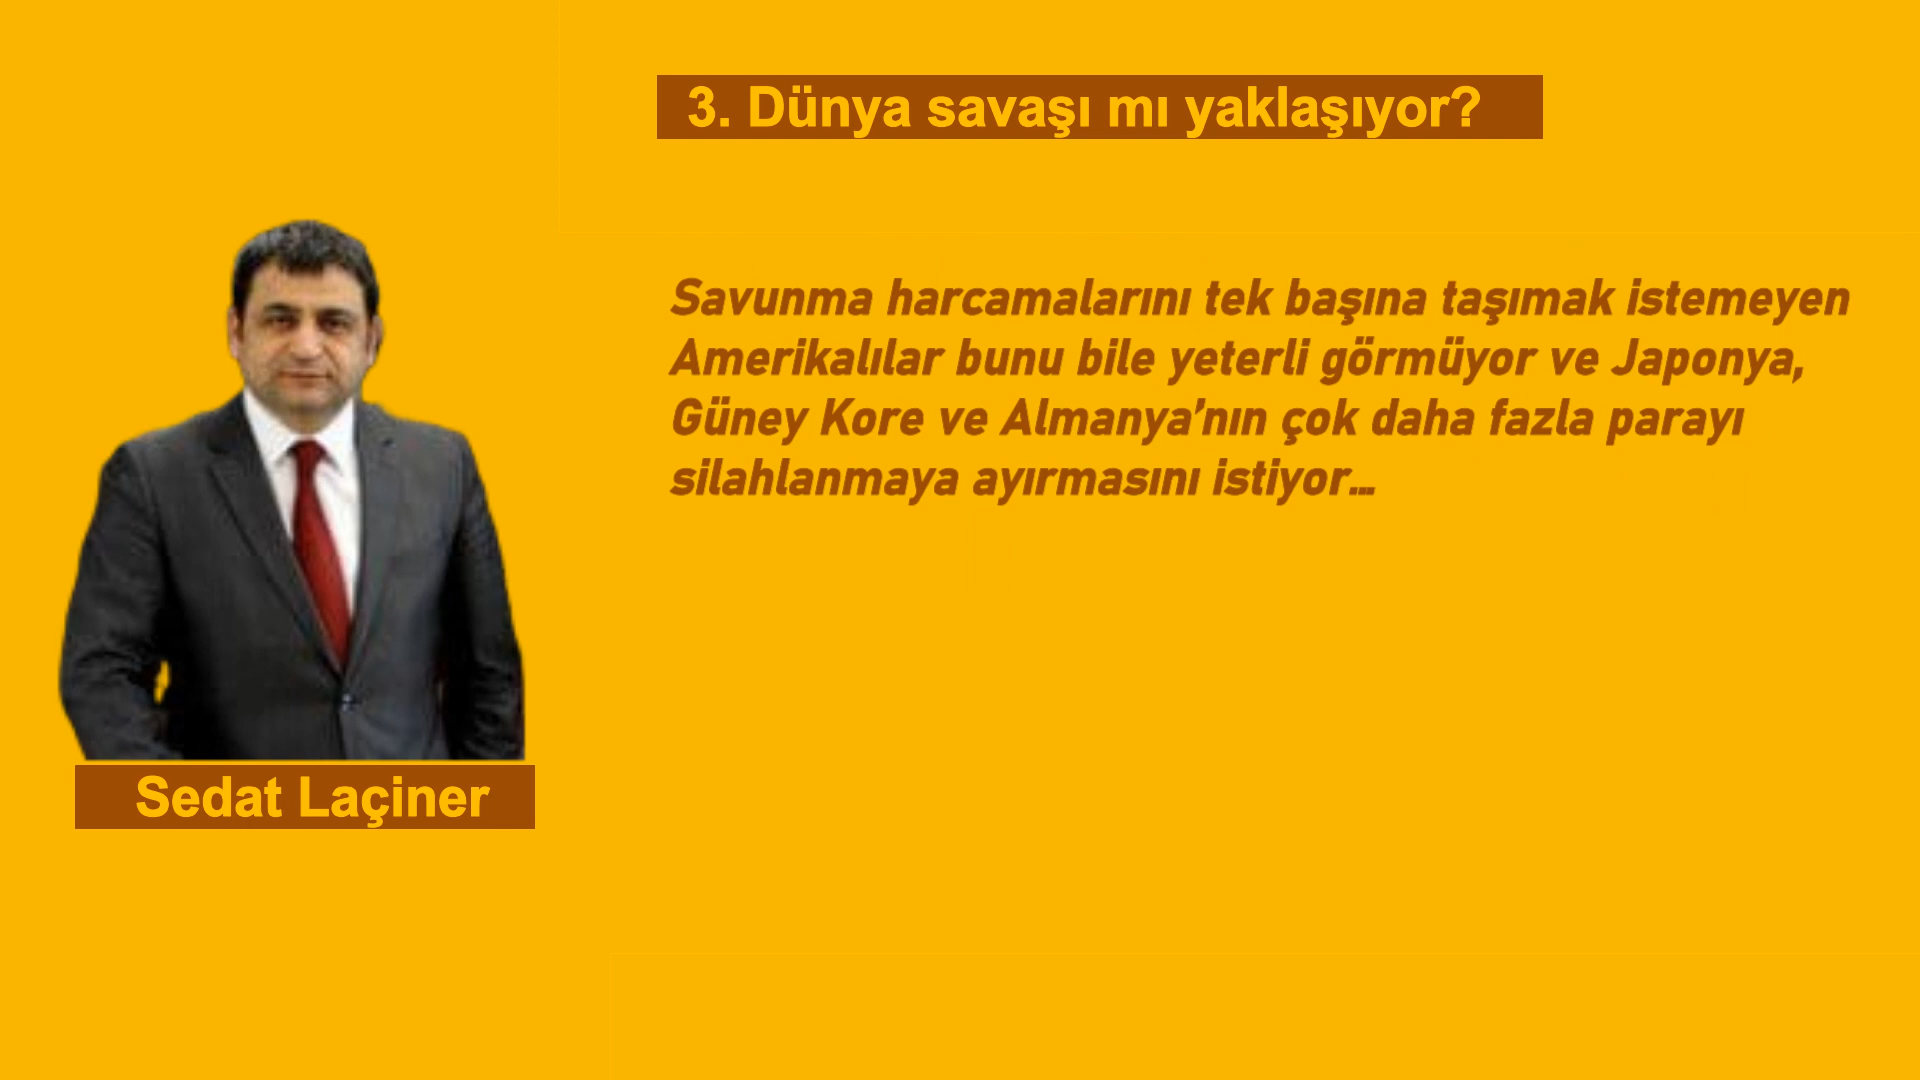 3. Dünya savaşı mı yaklaşıyor?
Savunma harcamalarını tek başına taşımak istemeyen
Amerikalılar bunu bile yeterli görmüyor ve Japonya,
Güney Kore ve Almanya’nın çok daha fazla parayı
silahlanmaya ayırmasını istiyor...
Sedat Laçiner